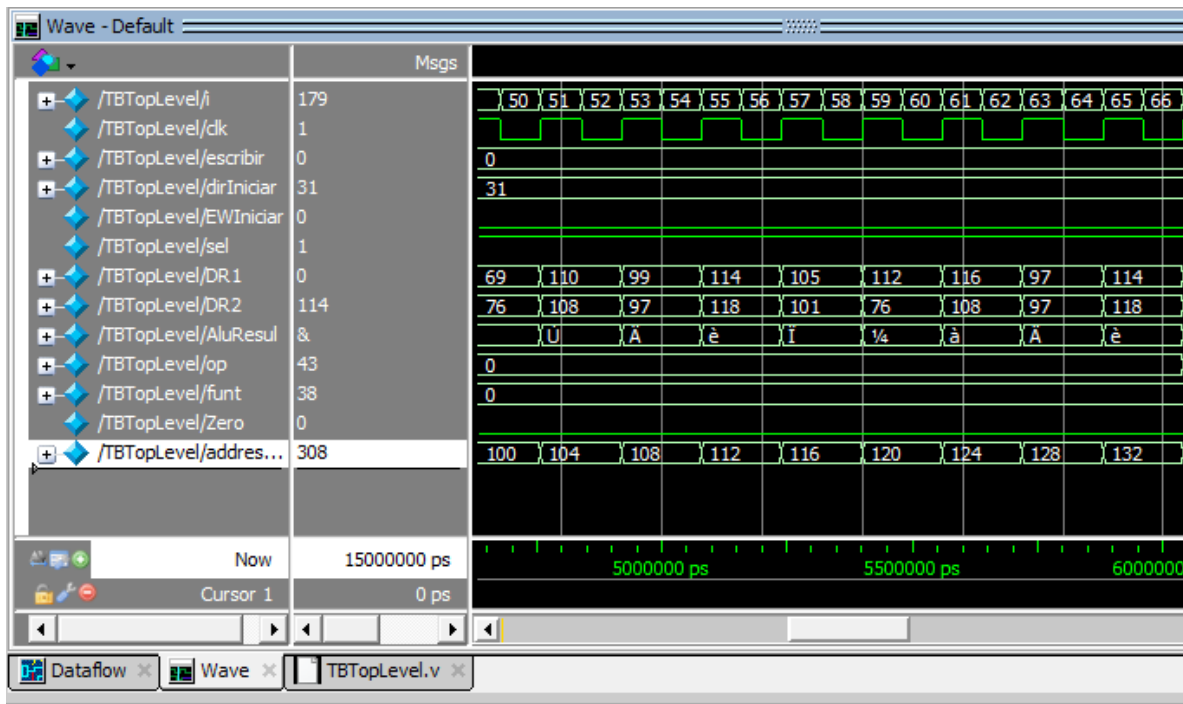 Wave - Default
Msgs
/TBTopLevel/i 179 50 51 52 53 54 55 56 57 58 59 60 61 62 63 64 65 66
/TBTopLevel/clk 1
/TBTopLevel/escribir 0 0
/TBTopLevel/dirIniciar 31 31
/TBTopLevel/EWIniciar 0
/TBTopLevel/sel 1
/TBTopLevel/DR1 0 69 110 99 114 105 112 116 97 114
/TBTopLevel/DR2 114 76 108 97 118 101 76 108 97 118
/TBTopLevel/AluResul & Ú Ä è Ï ¼ à Ä è
/TBTopLevel/op 43 0
/TBTopLevel/funt 38 0
/TBTopLevel/Zero 0
/TBTopLevel/addres... 308 100 104 108 112 116 120 124 128 132
Now 15000000 ps 5000000 ps 5500000 ps 6000000
Cursor 1 0 ps
Dataflow Wave TBTopLevel.v